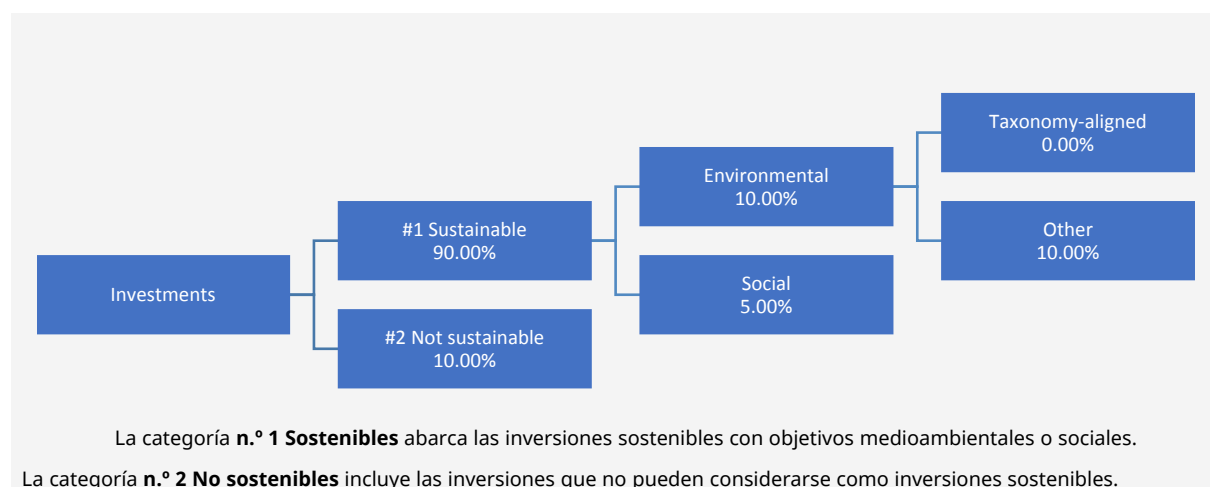 Taxonomy-aligned
0.00%
Environmental
10.00%
#1 Sustainable
90.00%
Other
10.00%
Investments
Social
5.00%
#2 Not sustainable
10.00%
La categoría n.º 1 Sostenibles abarca las inversiones sostenibles con objetivos medioambientales o sociales.
La categoría n.º 2 No sostenibles incluye las inversiones que no pueden considerarse como inversiones sostenibles.